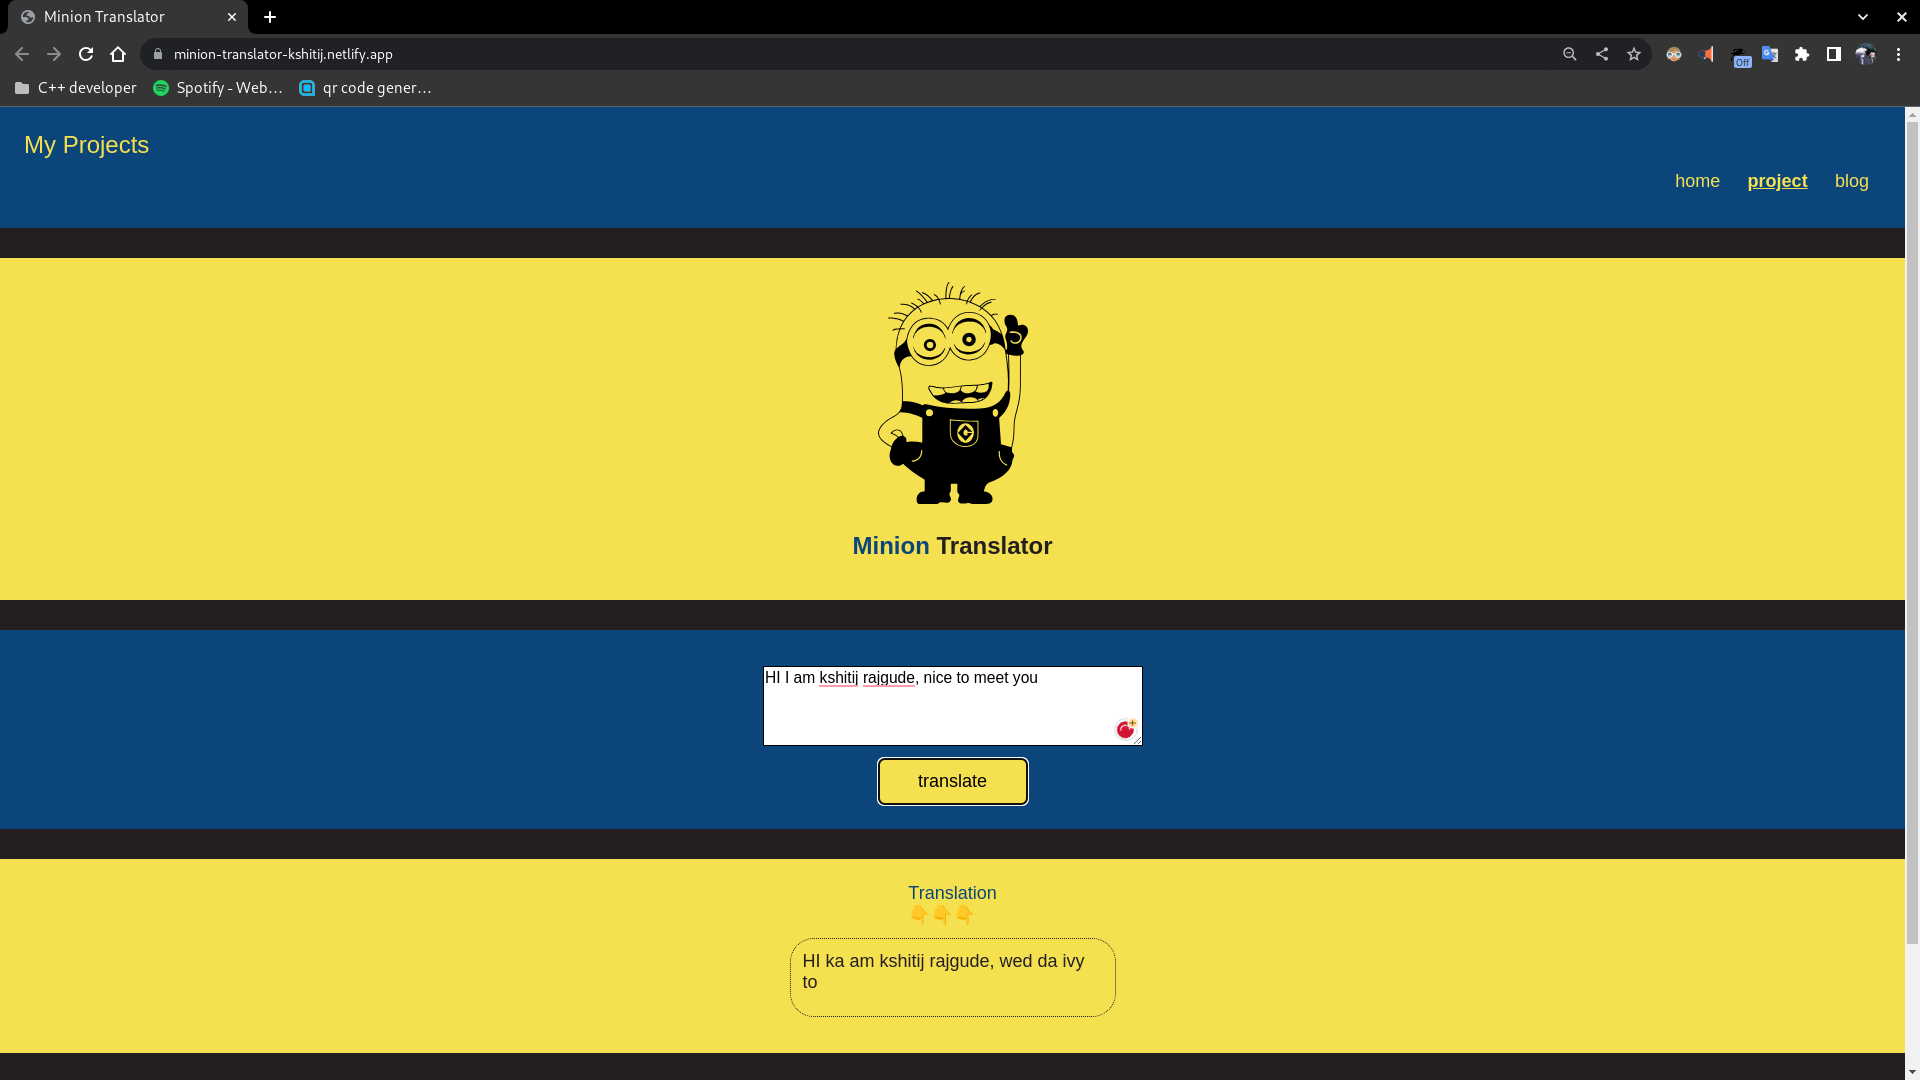 Minion Translator
minion-translator-kshitij.netlify.app
Off
C++ developer Spotify - Web... qr code gener...
My Projects
home project blog
Minion Translator
HI I am kshitij rajgude, nice to meet you
translate
Translation
👇👇👇
HI ka am kshitij rajgude, wed da ivy
to